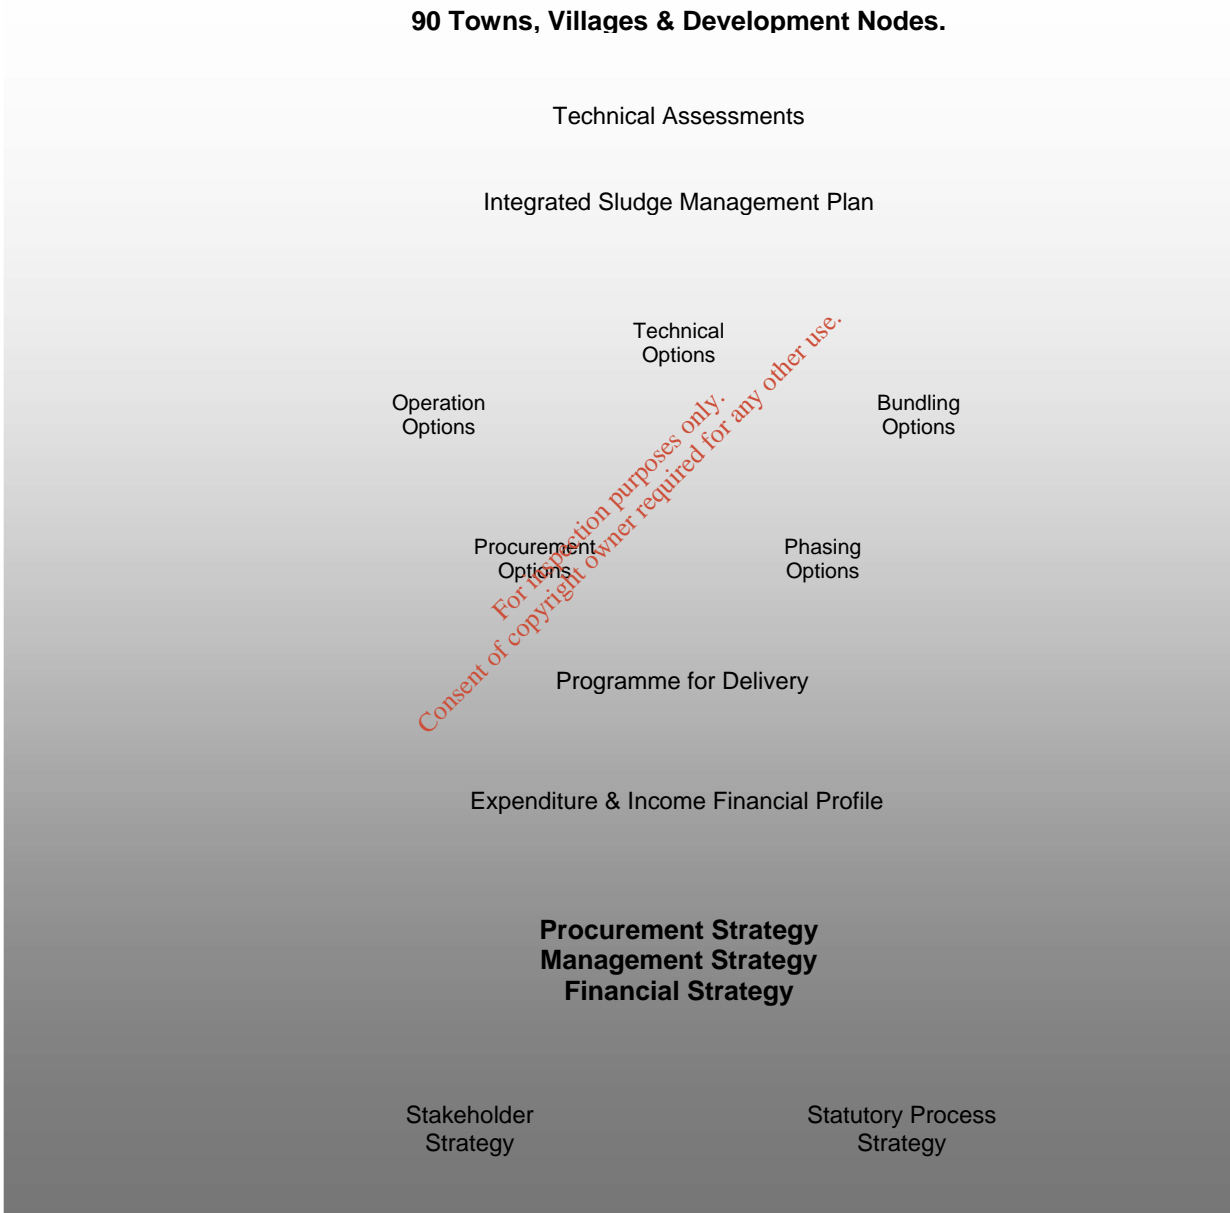 90 Towns, Villages & Development Nodes.
Technical Assessments
Integrated Sludge Management Plan
Technical
Options
Operation
Options
Bundling
Options
Procurement
Options
Phasing
Options
For inspection purposes only.
Consent of copyright owner required for any other use.
Programme for Delivery
Expenditure & Income Financial Profile
Procurement Strategy
Management Strategy
Financial Strategy
Stakeholder
Strategy
Statutory Process
Strategy